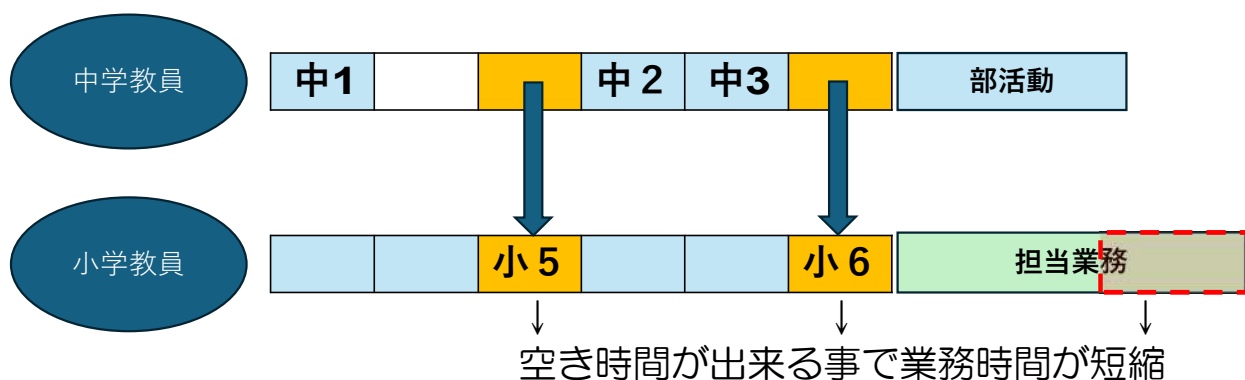 中学教員
中1
中２
中3
部活動
小学教員
小５
小６
担当業務
空き時間が出来る事で業務時間が短縮